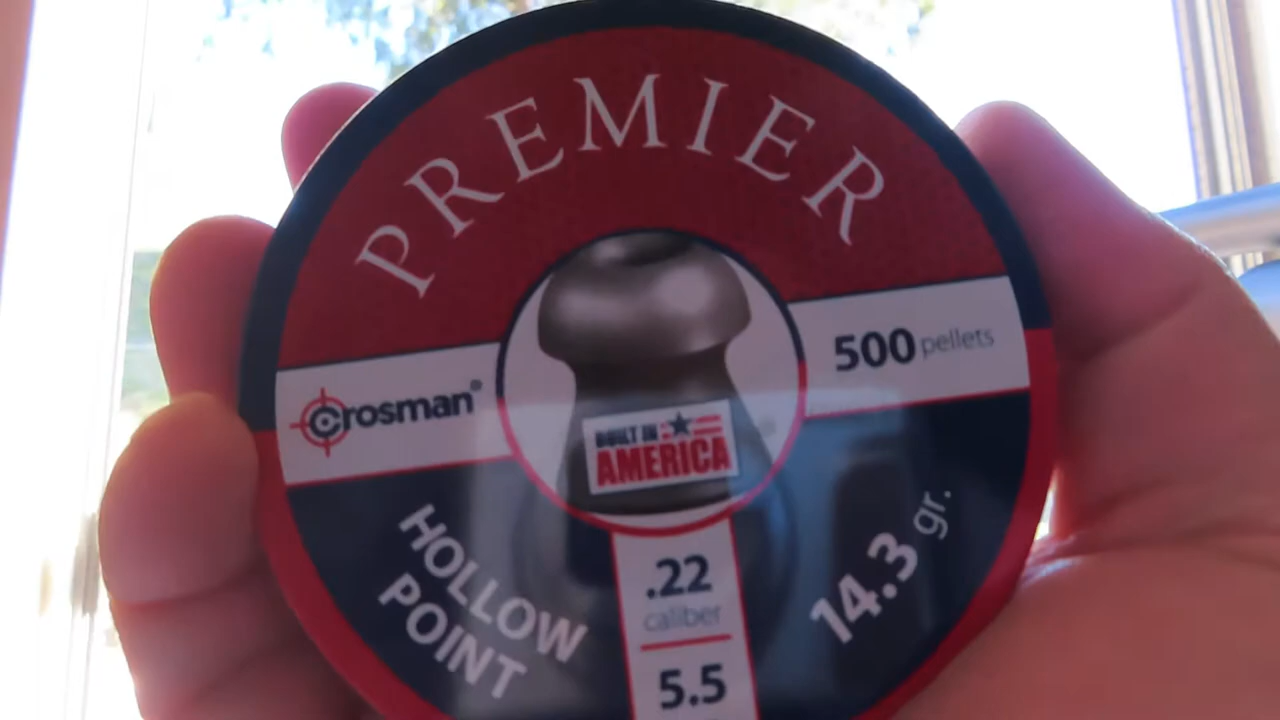 PREMIER
crosman®
500 pellets
BUILT IN
AMERICA
HOLLOW
POINT
.22
caliber
5.5
14.3 gr.